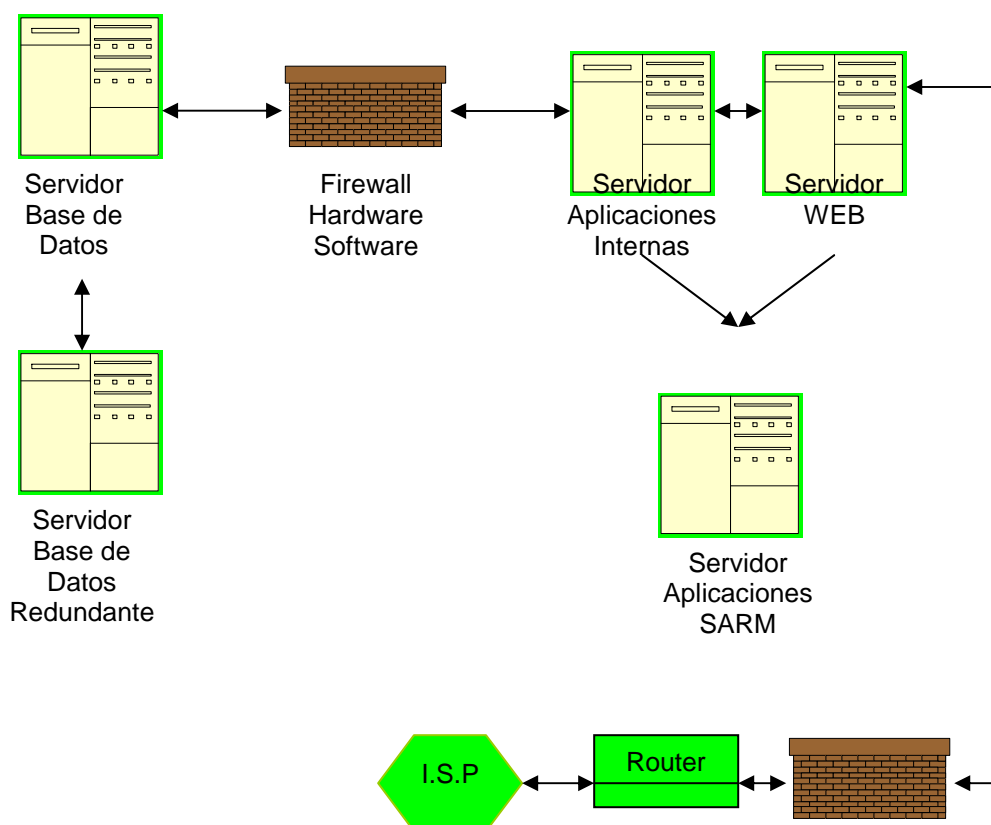 Servidor
Base de
Datos
Firewall
Hardware
Software
Servidor
Aplicaciones
Internas
Servidor
WEB
Servidor
Base de
Datos
Redundante
Servidor
Aplicaciones
SARM
I.S.P
Router